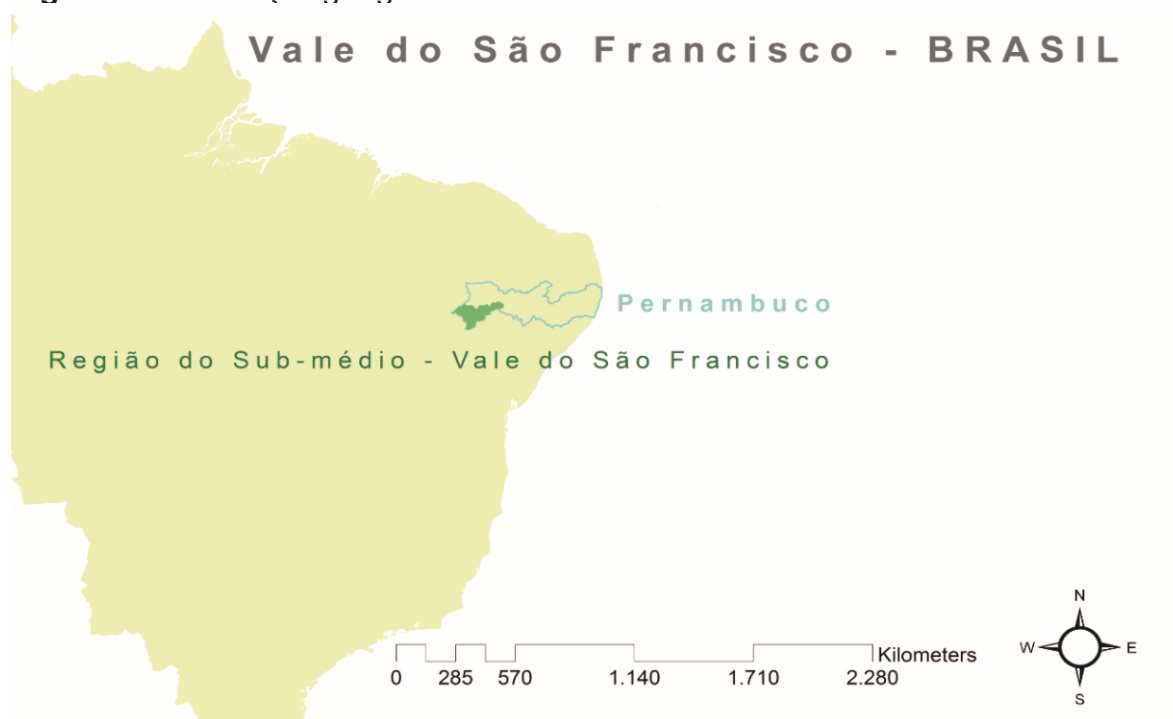 Vale do São Francisco - BRASIL
Pernambuco
Região do Sub-médio - Vale do São Francisco
N
W E
S
Kilometers
0 285 570 1.140 1.710 2.280